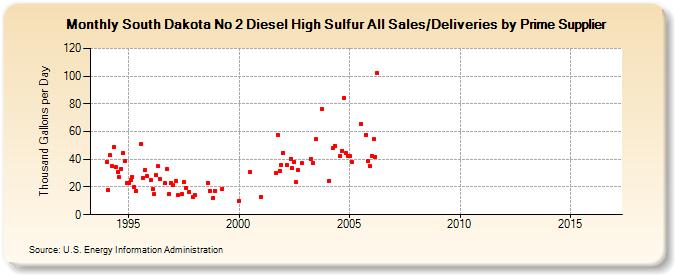 Monthly South Dakota No 2 Diesel High Sulfur All Sales/Deliveries by Prime Supplier
Thousand Gallons per Day
120
100
80
60
40
20
0
1995 2000 2005 2010 2015
Source: U.S. Energy Information Administration